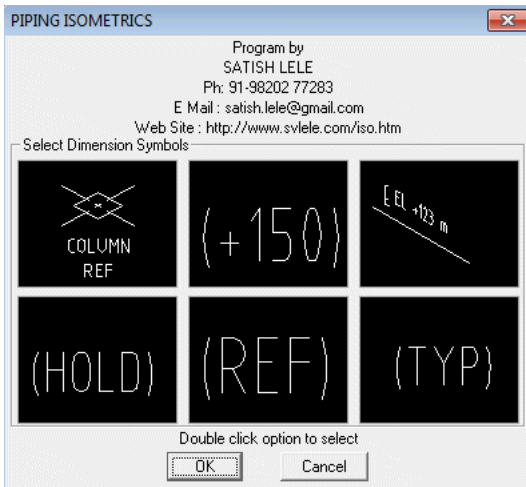 PIPING ISOMETRICS
Program by
SATISH LELE
Ph: 91-98202 77283
E Mail : satish.lele@gmail.com
Web Site : http://www.svlele.com/iso.htm
Select Dimension Symbols
COLUMN
REF
(+150)
E EL +123 m
(HOLD)
(REF)
(TYP)
Double click option to select
OK
Cancel